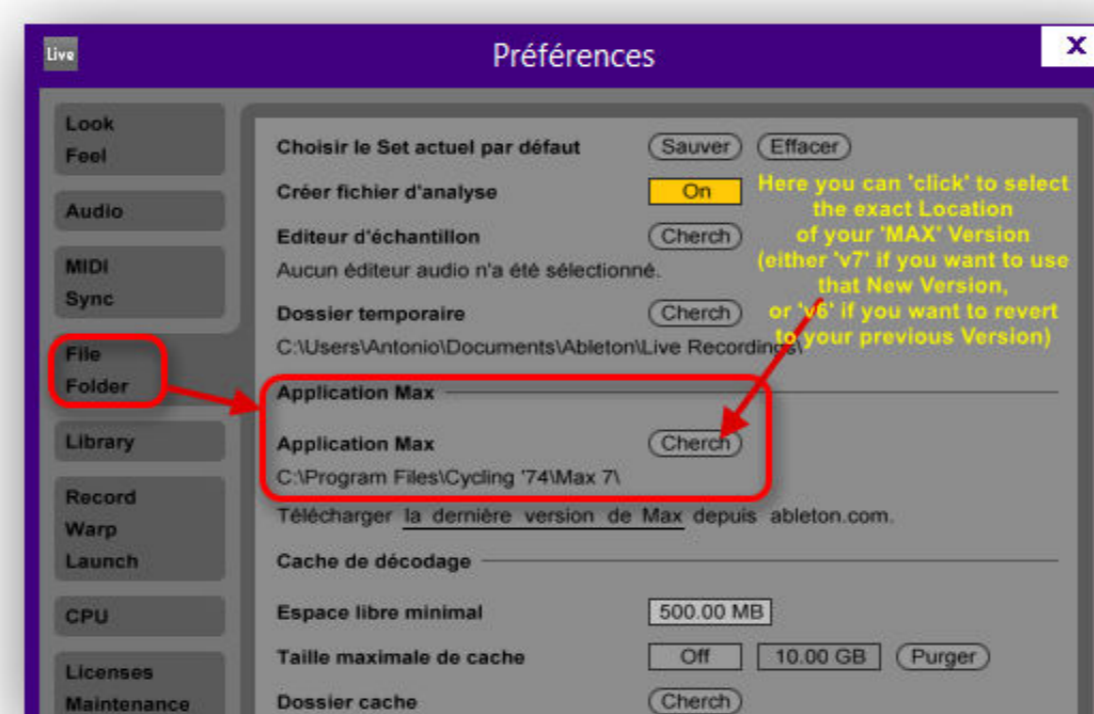 Live
Préférences
X
Look
Feel
Audio
MIDI
Sync
File
Folder
Library
Record
Warp
Launch
CPU
Licenses
Maintenance
Choisir le Set actuel par défaut Sauver Effacer
Créer fichier d'analyse On
Editeur d'échantillon Cherch
Aucun éditeur audio n'a été sélectionné.
Dossier temporaire Cherch
C:\Users\Antonio\Documents\Ableton\Live Recordings\
Here you can 'click' to select
the exact Location
of your 'MAX' Version
(either 'v7' if you want to use
that New Version,
or 'v6' if you want to revert
to your previous Version)
Application Max
Application Max Cherch
C:\Program Files\Cycling '74\Max 7\
Télécharger la dernière version de Max depuis ableton.com.
Cache de décodage
Espace libre minimal 500.00 MB
Taille maximale de cache Off 10.00 GB Purger
Dossier cache Cherch